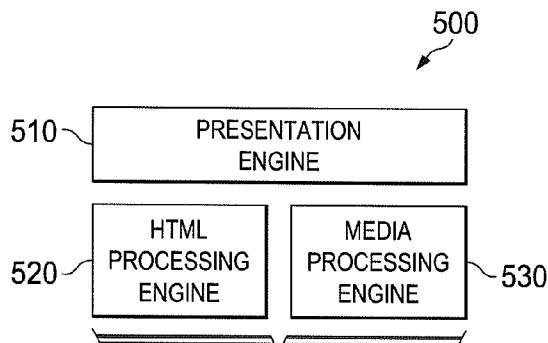 500
510
PRESENTATION
ENGINE
520
HTML
PROCESSING
ENGINE
MEDIA
PROCESSING
ENGINE
530